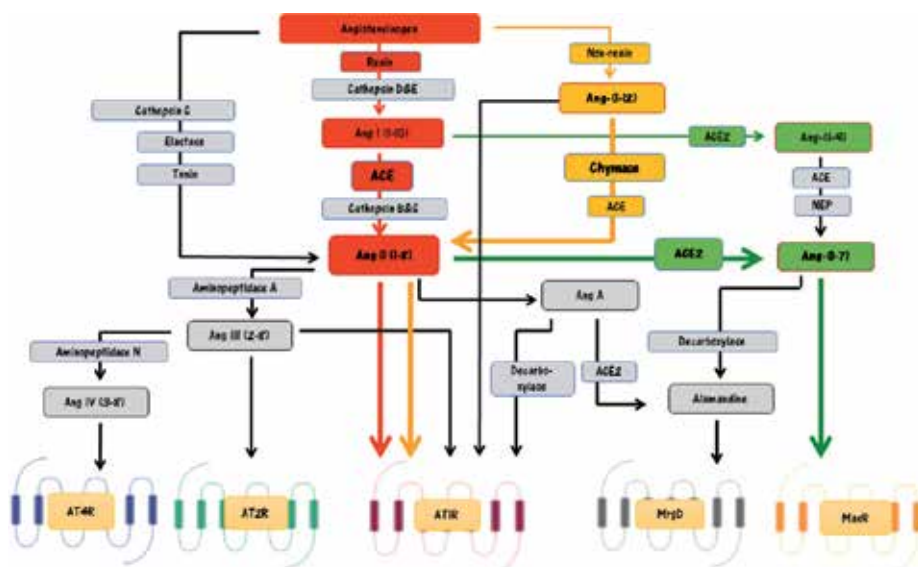 Angiotensinogen
Renin
Non-renin
Cathepsin D&E
Ang-(1-12)
Cathepsin G
Ang I (1-10)
ACE2
Ang-(1-9)
Elastase
Chymase
Tonin
ACE
ACE
Cathepsin B&G
ACE
NEP
Ang II (1-8)
ACE2
Ang-(1-7)
Aminopeptidase A
Ang A
Ang III (2-8)
Decarboxylase
Aminopeptidase N
Decarbo-
xylase
ACE2
Ang IV (3-8)
Alamandine
AT4R
AT2R
AT1R
MrgD
MasR